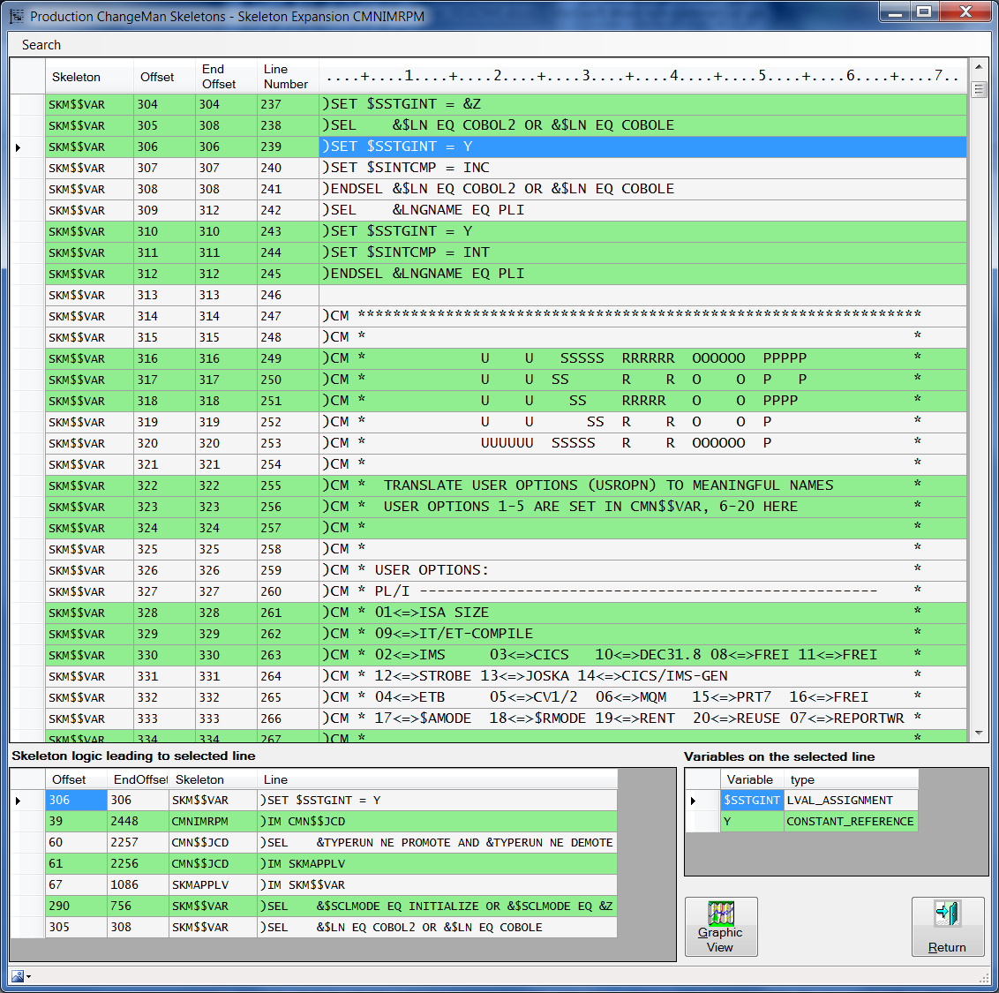 Production ChangeMan Skeletons - Skeleton Expansion CMNIMRPM
Search
Skeleton Offset End Offset Line Number ....+....1....+....2....+....3....+....4....+....5....+....6....+....7..
SKM$$VAR 304 304 237 )SET $SSTGINT = &Z
SKM$$VAR 305 308 238 )SEL    &$LN EQ COBOL2 OR &$LN EQ COBOLE
SKM$$VAR 306 306 239 )SET $SSTGINT = Y
SKM$$VAR 307 307 240 )SET $SINTCMP = INC
SKM$$VAR 308 308 241 )ENDSEL &$LN EQ COBOL2 OR &$LN EQ COBOLE
SKM$$VAR 309 312 242 )SEL    &LNGNAME EQ PLI
SKM$$VAR 310 310 243 )SET $SSTGINT = Y
SKM$$VAR 311 311 244 )SET $SINTCMP = INT
SKM$$VAR 312 312 245 )ENDSEL &LNGNAME EQ PLI
SKM$$VAR 313 313 246
SKM$$VAR 314 314 247 )CM ****************************************************************
SKM$$VAR 315 315 248 )CM *                                                              *
SKM$$VAR 316 316 249 )CM *             U    U   SSSSS  RRRRRR  OOOOOO  PPPPP            *
SKM$$VAR 317 317 250 )CM *             U    U  SS      R    R  O    O  P   P            *
SKM$$VAR 318 318 251 )CM *             U    U    SS    RRRRR   O    O  PPPP             *
SKM$$VAR 319 319 252 )CM *             U    U      SS  R    R  O    O  P                *
SKM$$VAR 320 320 253 )CM *             UUUUUU  SSSSS   R    R  OOOOOO  P                *
SKM$$VAR 321 321 254 )CM *                                                              *
SKM$$VAR 322 322 255 )CM *  TRANSLATE USER OPTIONS (USROPN) TO MEANINGFUL NAMES         *
SKM$$VAR 323 323 256 )CM *  USER OPTIONS 1-5 ARE SET IN CMN$$VAR, 6-20 HERE             *
SKM$$VAR 324 324 257 )CM *                                                              *
SKM$$VAR 325 325 258 )CM *                                                              *
SKM$$VAR 326 326 259 )CM * USER OPTIONS:                                                *
SKM$$VAR 327 327 260 )CM * PL/I ----------------------------------------------------    *
SKM$$VAR 328 328 261 )CM * 01<=>ISA SIZE                                                *
SKM$$VAR 329 329 262 )CM * 09<=>IT/ET-COMPILE                                           *
SKM$$VAR 330 330 263 )CM * 02<=>IMS     03<=>CICS   10<=>DEC31.8 08<=>FREI 11<=>FREI    *
SKM$$VAR 331 331 264 )CM * 12<=>STROBE 13<=>JOSKA 14<=>CICS/IMS-GEN                     *
SKM$$VAR 332 332 265 )CM * 04<=>ETB     05<=>CV1/2  06<=>MQM   15<=>PRT7  16<=>FREI     *
SKM$$VAR 333 333 266 )CM * 17<=>$AMODE  18<=>$RMODE 19<=>RENT  20<=>REUSE 07<=>REPORTWR *
SKM$$VAR 334 334 267 )CM *                                                              *
Skeleton logic leading to selected line
Offset EndOffset Skeleton Line
306 306 SKM$$VAR )SET $SSTGINT = Y
39 2448 CMNIMRPM )IM CMN$$JCD
60 2257 CMN$$JCD )SEL    &TYPERUN NE PROMOTE AND &TYPERUN NE DEMOTE
61 2256 CMN$$JCD )IM SKMAPPLV
67 1086 SKMAPPLV )IM SKM$$VAR
290 756 SKM$$VAR )SEL    &$SCLMODE EQ INITIALIZE OR &$SCLMODE EQ &Z
305 308 SKM$$VAR )SEL    &$LN EQ COBOL2 OR &$LN EQ COBOLE
Variables on the selected line
Variable type
$SSTGINT LVAL_ASSIGNMENT
Y CONSTANT_REFERENCE
Graphic
View
Return